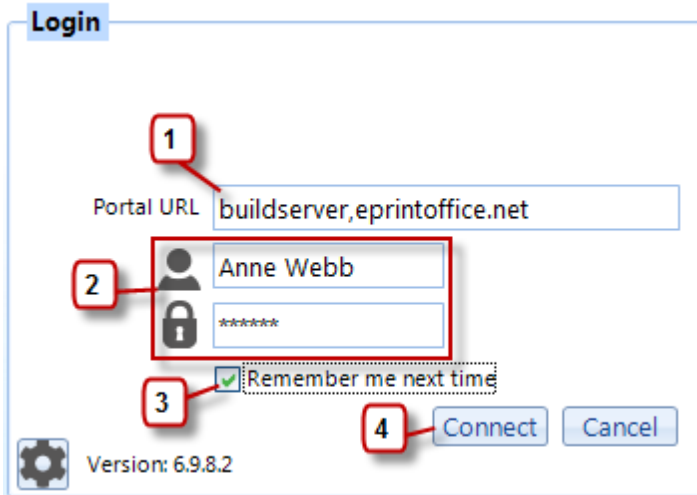 Login
1
Portal URL buildserver,eprintoffice.net
2
Anne Webb
******
3
Remember me next time
4
Connect Cancel
Version: 6.9.8.2